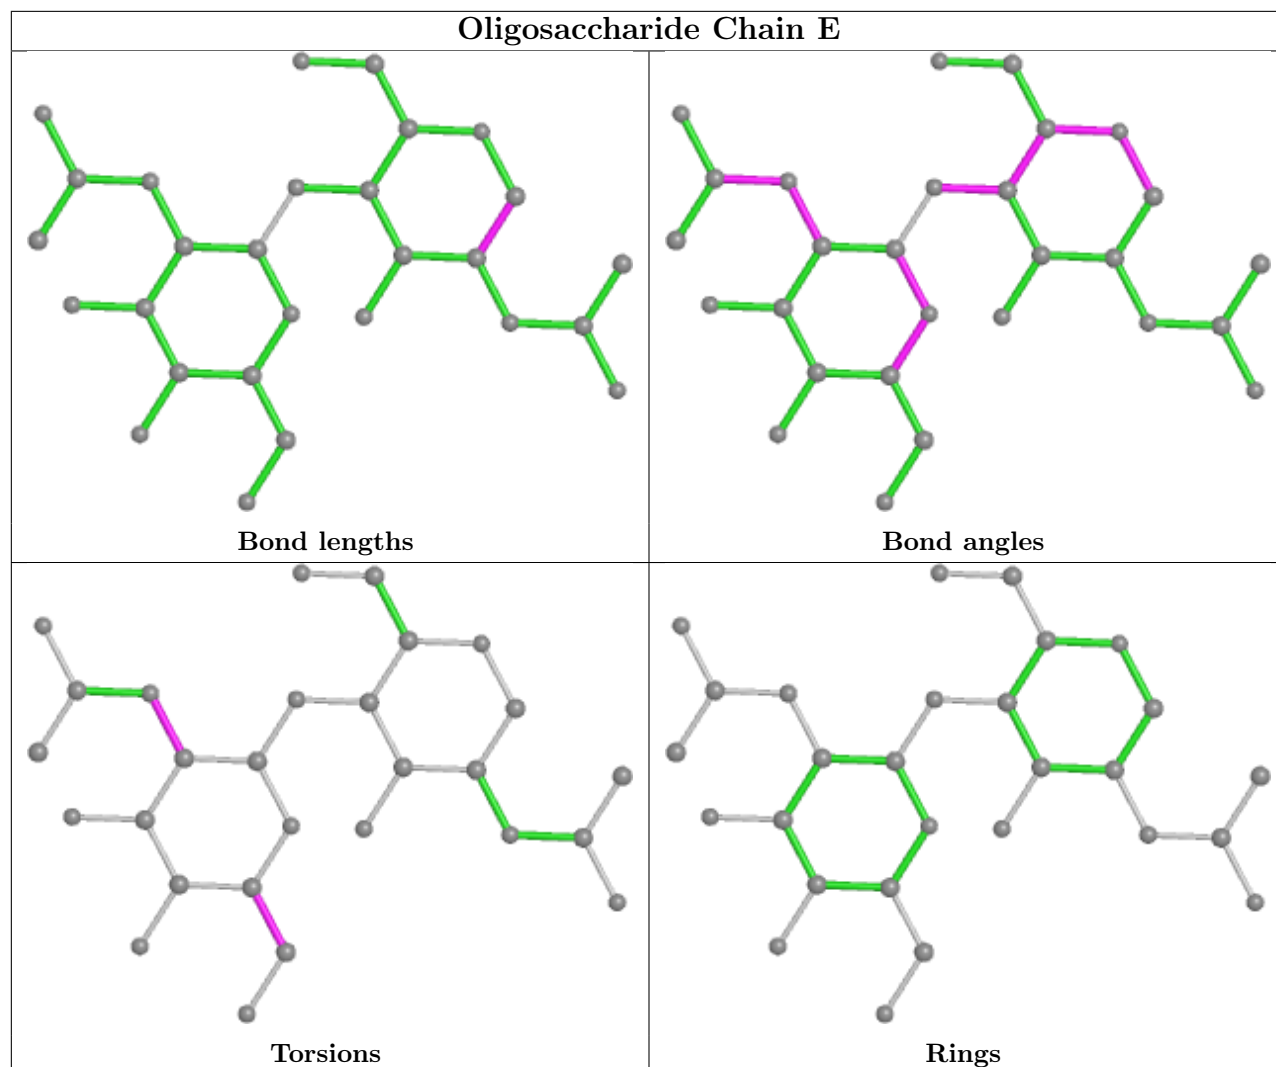 Oligosaccharide Chain E
Bond lengths
Bond angles
Torsions
Rings